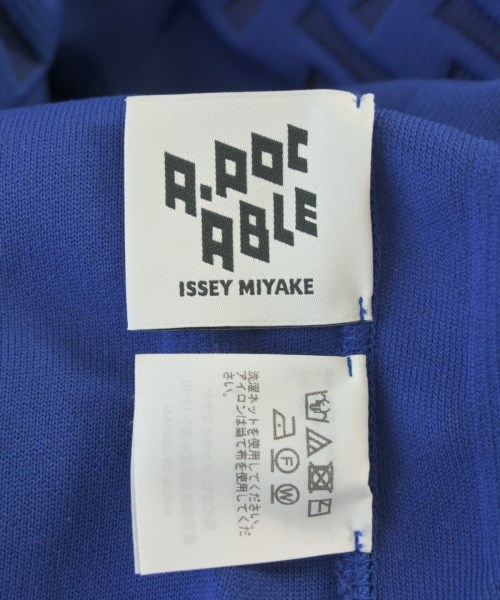 A.POC
ABLE
ISSEY MIYAKE
洗濯ネットを使用してください。
アイロンは当て布を使用してくだ
さい。
F
W